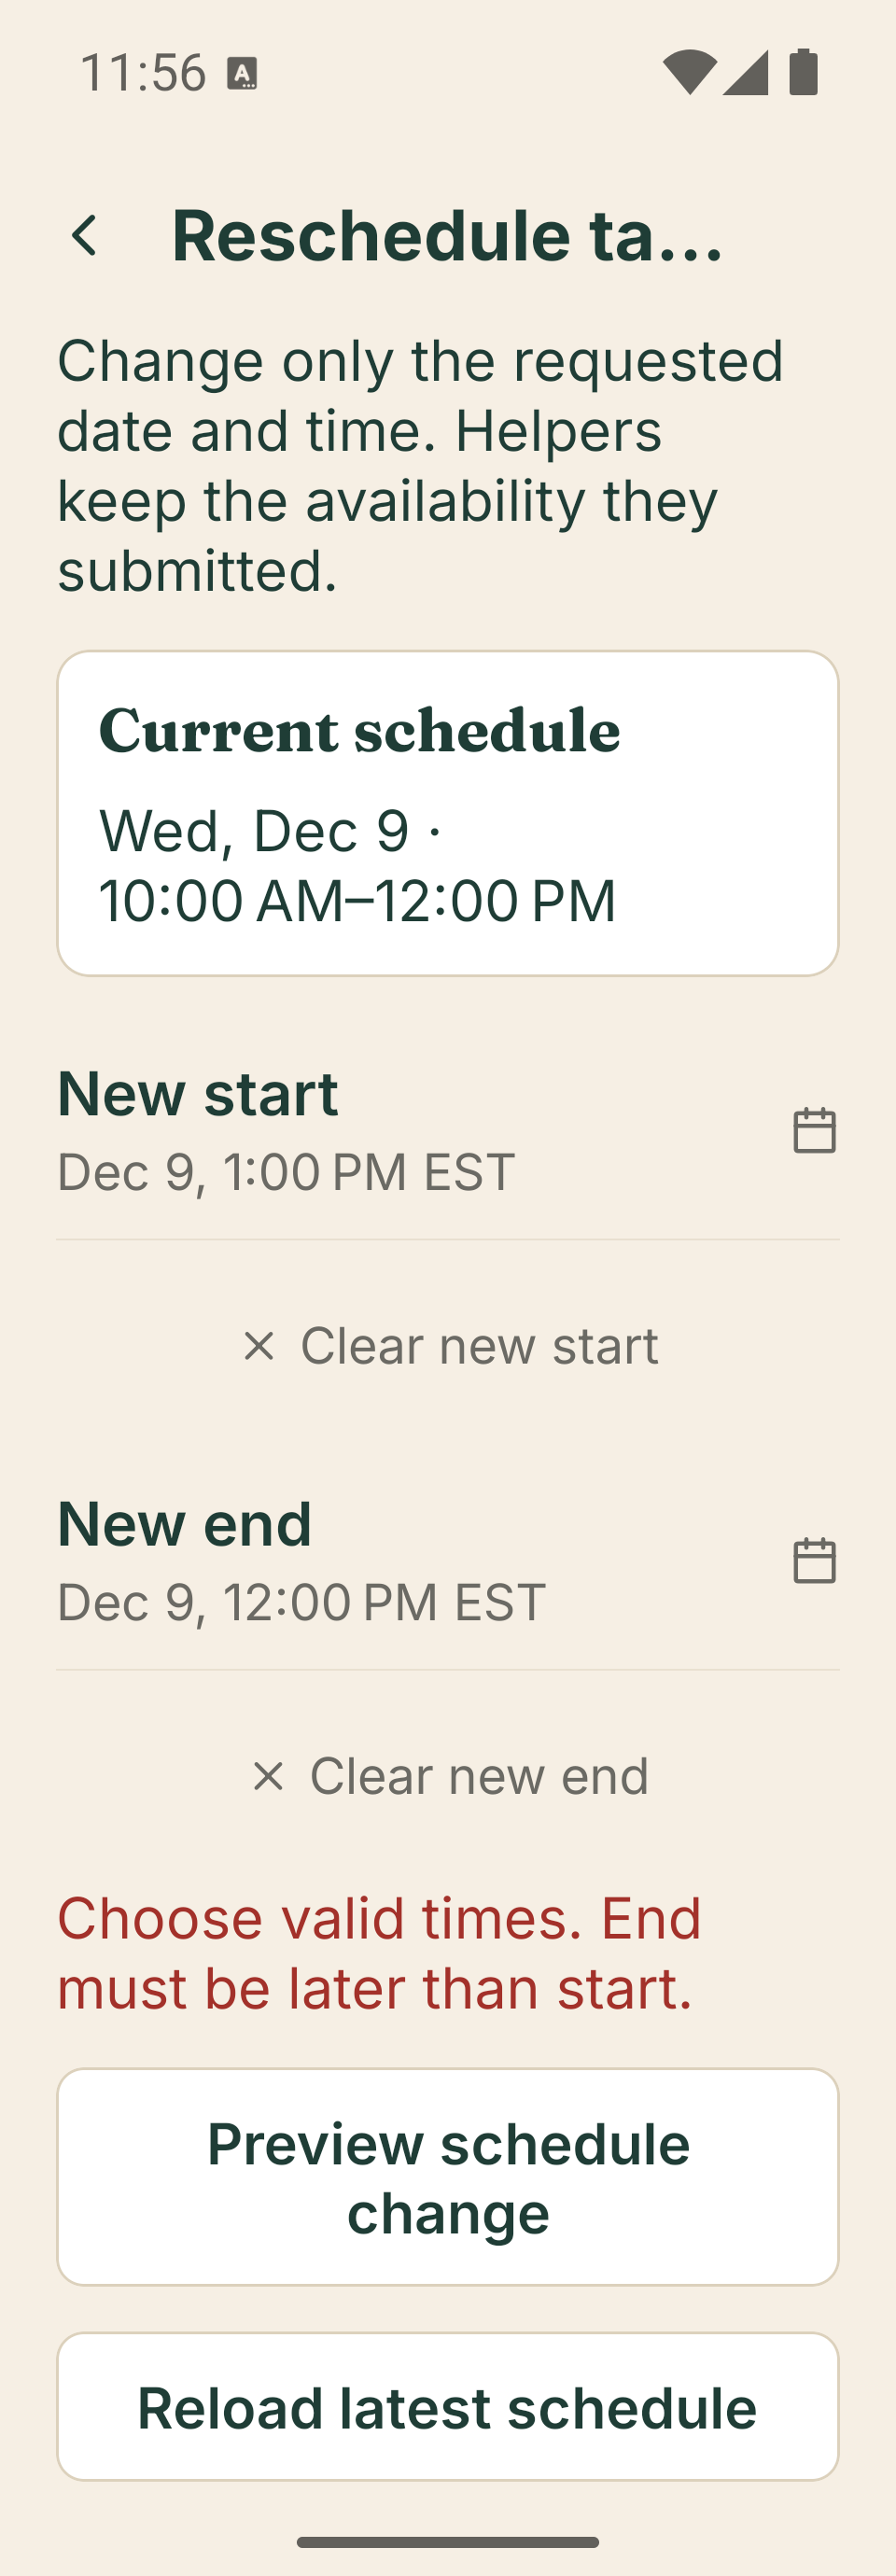 11:56
Reschedule ta...
Change only the requested
date and time. Helpers
keep the availability they
submitted.
Current schedule
Wed, Dec 9 ·
10:00 AM–12:00 PM
New start
Dec 9, 1:00 PM EST
Clear new start
New end
Dec 9, 12:00 PM EST
Clear new end
Choose valid times. End
must be later than start.
Preview schedule
change
Reload latest schedule